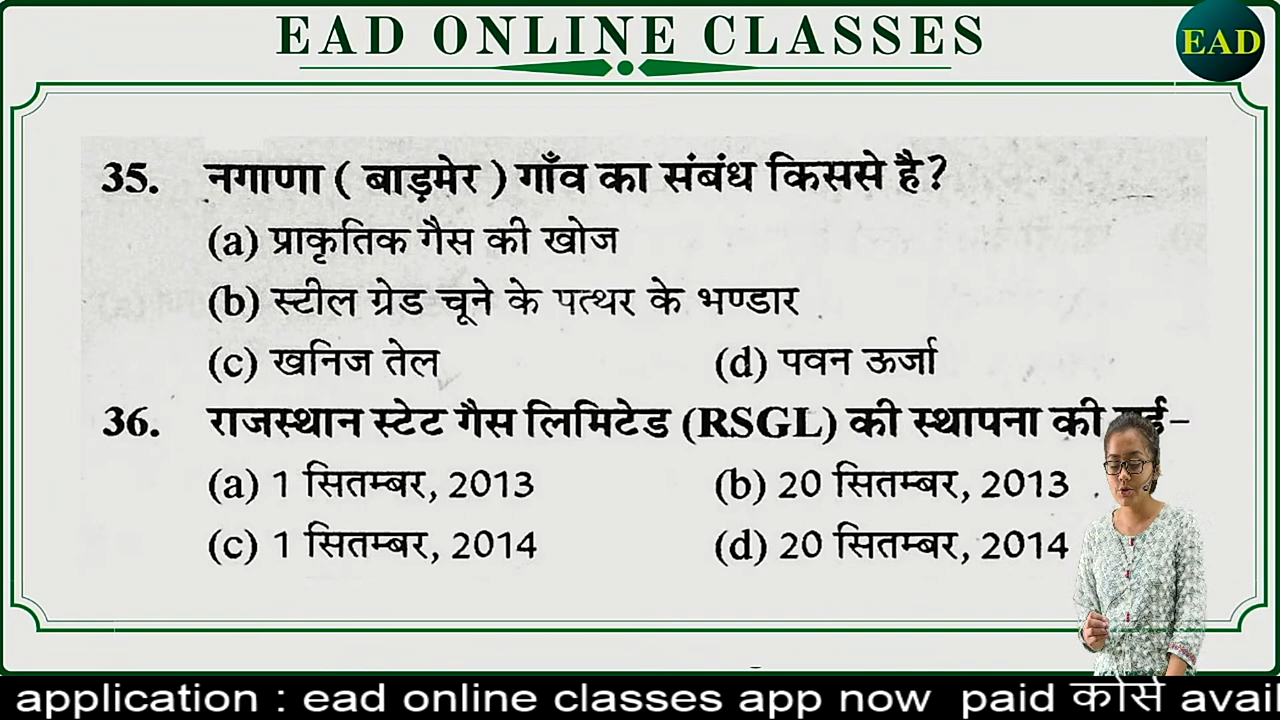 EAD ONLINE CLASSES
EAD
35. नगाणा ( बाड़मेर ) गाँव का संबंध किससे है?
(a) प्राकृतिक गैस की खोज
(b) स्टील ग्रेड चूने के पत्थर के भण्डार
(c) खनिज तेल (d) पवन ऊर्जा
36. राजस्थान स्टेट गैस लिमिटेड (RSGL) की स्थापना की
(a) 1 सितम्बर, 2013 (b) 20 सितम्बर, 2013
(c) 1 सितम्बर, 2014 (d) 20 सितम्बर, 2014
application : ead online classes app now paid कोर्स avail